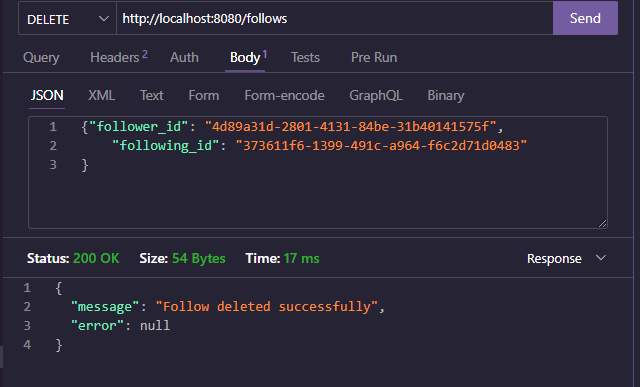 DELETE http://localhost:8080/follows Send
Query Headers 2 Auth Body 1 Tests Pre Run
JSON XML Text Form Form-encode GraphQL Binary
1 {"follower_id": "4d89a31d-2801-4131-84be-31b40141575f",
2 "following_id": "373611f6-1399-491c-a964-f6c2d71d0483"
3 }
Status: 200 OK Size: 54 Bytes Time: 17 ms Response
1 {
2 "message": "Follow deleted successfully",
3 "error": null
4 }